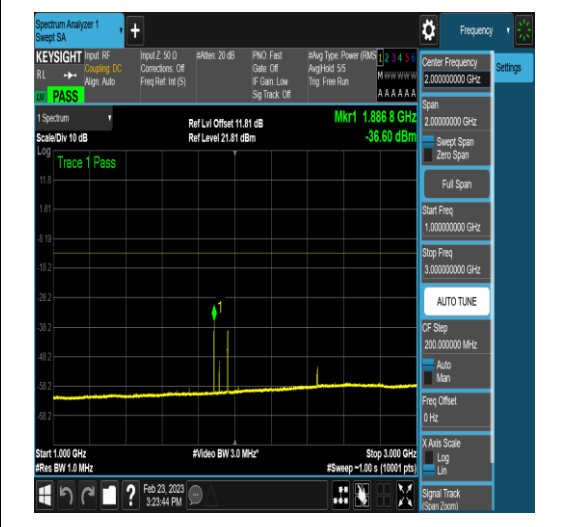 Spectrum Analyzer 1
Swept SA
+
Frequency
KEYSIGHT
RL
PASS
Input: RF
Coupling: DC
Align: Auto
Input Z: 50 Ω
Corrections: Off
Freq Ref: Int (S)
#Atten: 20 dB
PNO: Fast
Gate: Off
IF Gain: Low
Sig Track: Off
#Avg Type: Power (RMS
Avg|Hold: 5/5
Trig: Free Run
1 2 3 4 5 6
M W W W W W
A A A A A A
1 Spectrum
Scale/Div 10 dB
Ref Lvl Offset 11.81 dB
Ref Level 21.81 dBm
Mkr1 1.886 8 GHz
-36.60 dBm
Log
Trace 1 Pass
11.8
1.81
-8.19
-18.2
-28.2
-38.2
-48.2
-58.2
-68.2
1
Start 1.000 GHz
#Res BW 1.0 MHz
#Video BW 3.0 MHz*
Stop 3.000 GHz
#Sweep ~1.00 s (10001 pts)
Feb 23, 2023
3:23:44 PM
Center Frequency
2.000000000 GHz
Span
2.00000000 GHz
Swept Span
Zero Span
Full Span
Start Freq
1.000000000 GHz
Stop Freq
3.000000000 GHz
AUTO TUNE
CF Step
200.000000 MHz
Auto
Man
Freq Offset
0 Hz
X Axis Scale
Log
Lin
Signal Track
(Span Zoom)
Settings